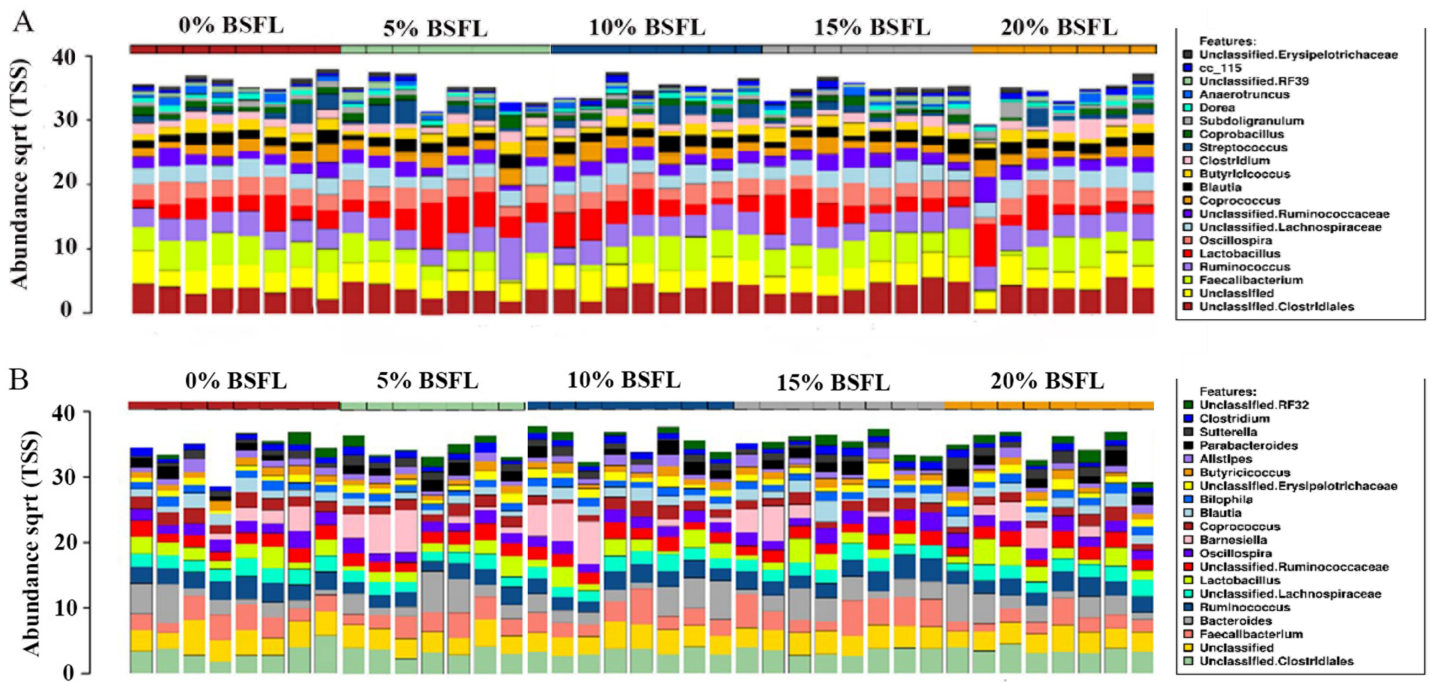 A
0% BSFL
5% BSFL
10% BSFL
15% BSFL
20% BSFL
Abundance sqrt (TSS)
40
30
20
10
0
Features:
Unclassified.Erysipelotrichaceae
cc_115
Unclassified.RF39
Anaerotruncus
Dorea
Subdoligranulum
Coprobacillus
Streptococcus
Clostridium
Butyricicoccus
Blautia
Coprococcus
Unclassified.Ruminococcaceae
Unclassified.Lachnospiraceae
Oscillospira
Lactobacillus
Ruminococcus
Faecalibacterium
Unclassified
Unclassified.Clostridiales
B
0% BSFL
5% BSFL
10% BSFL
15% BSFL
20% BSFL
Abundance sqrt (TSS)
40
30
20
10
0
Features:
Unclassified.RF32
Clostridium
Sutterella
Parabacteroides
Alistipes
Butyricicoccus
Unclassified.Erysipelotrichaceae
Bilophila
Blautia
Coprococcus
Barnesiella
Oscillospira
Unclassified.Ruminococcaceae
Lactobacillus
Unclassified.Lachnospiraceae
Ruminococcus
Bacteroides
Faecalibacterium
Unclassified
Unclassified.Clostridiales